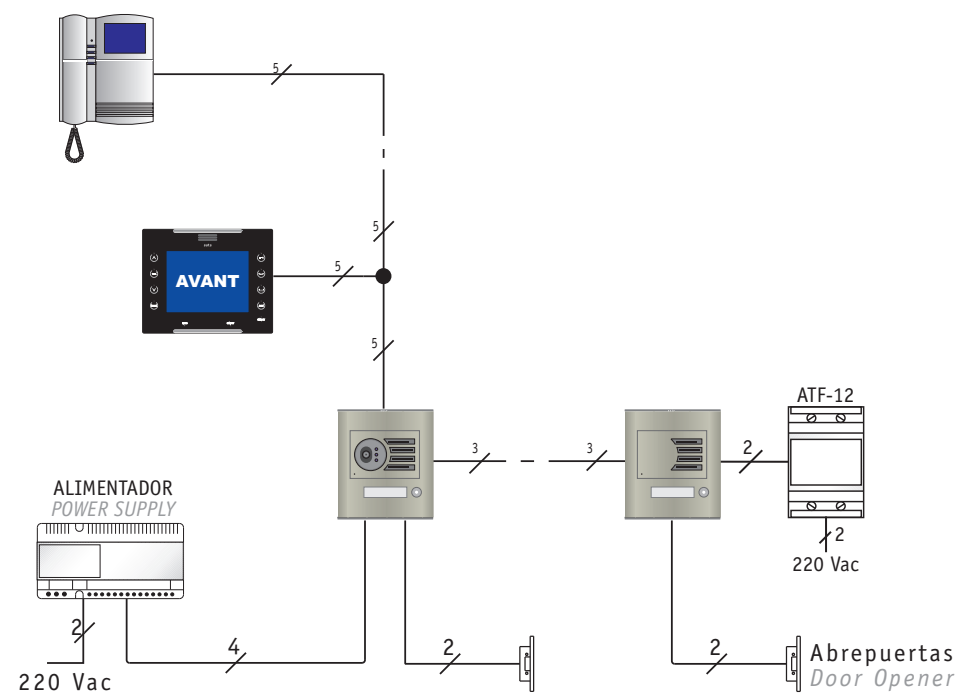 5
5
5
AVANT
5
ATF-12
3
3
2
ALIMENTADOR
POWER SUPPLY
2
220 Vac
2
4
2
2
Abrepuertas
Door Opener
220 Vac